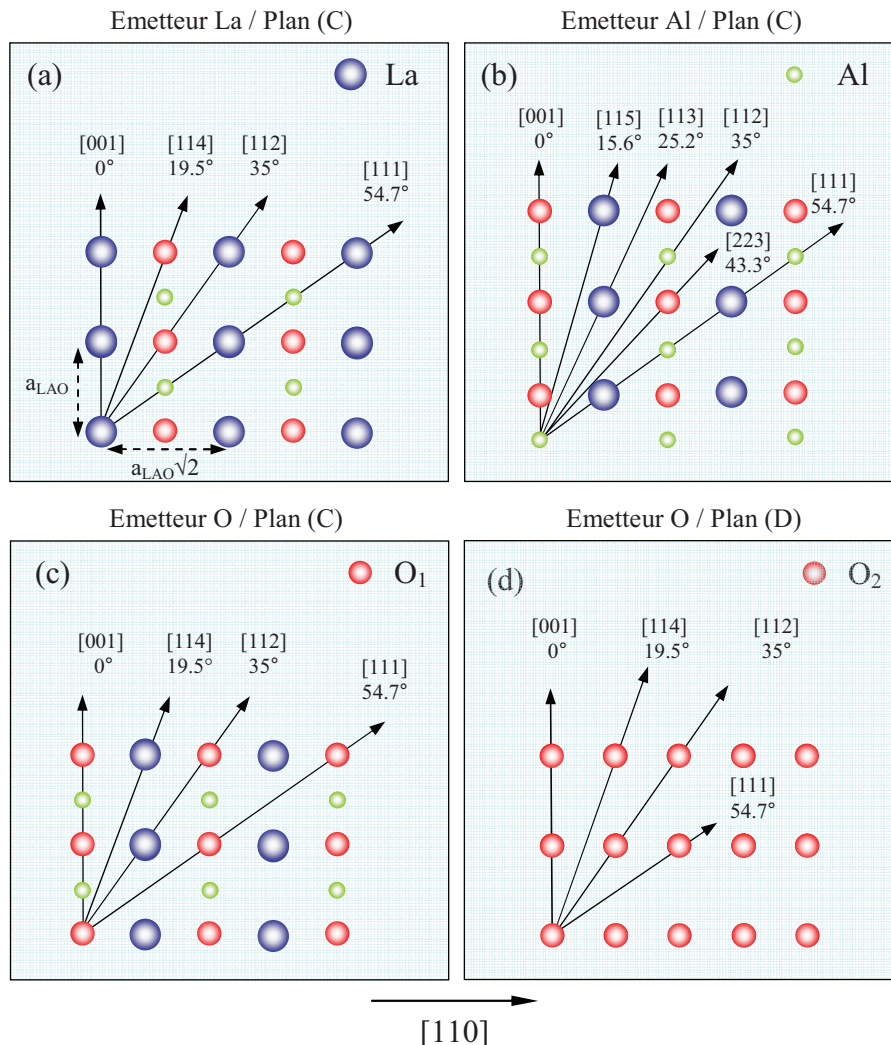 Emetteur La / Plan (C)
(a)
La
[001]
0°
[114]
19.5°
[112]
35°
[111]
54.7°
aLAO
aLAO√2
Emetteur Al / Plan (C)
(b)
Al
[001]
0°
[115]
15.6°
[113]
25.2°
[112]
35°
[111]
54.7°
[223]
43.3°
Emetteur O / Plan (C)
(c)
O1
[001]
0°
[114]
19.5°
[112]
35°
[111]
54.7°
Emetteur O / Plan (D)
(d)
O2
[001]
0°
[114]
19.5°
[112]
35°
[111]
54.7°
[110]